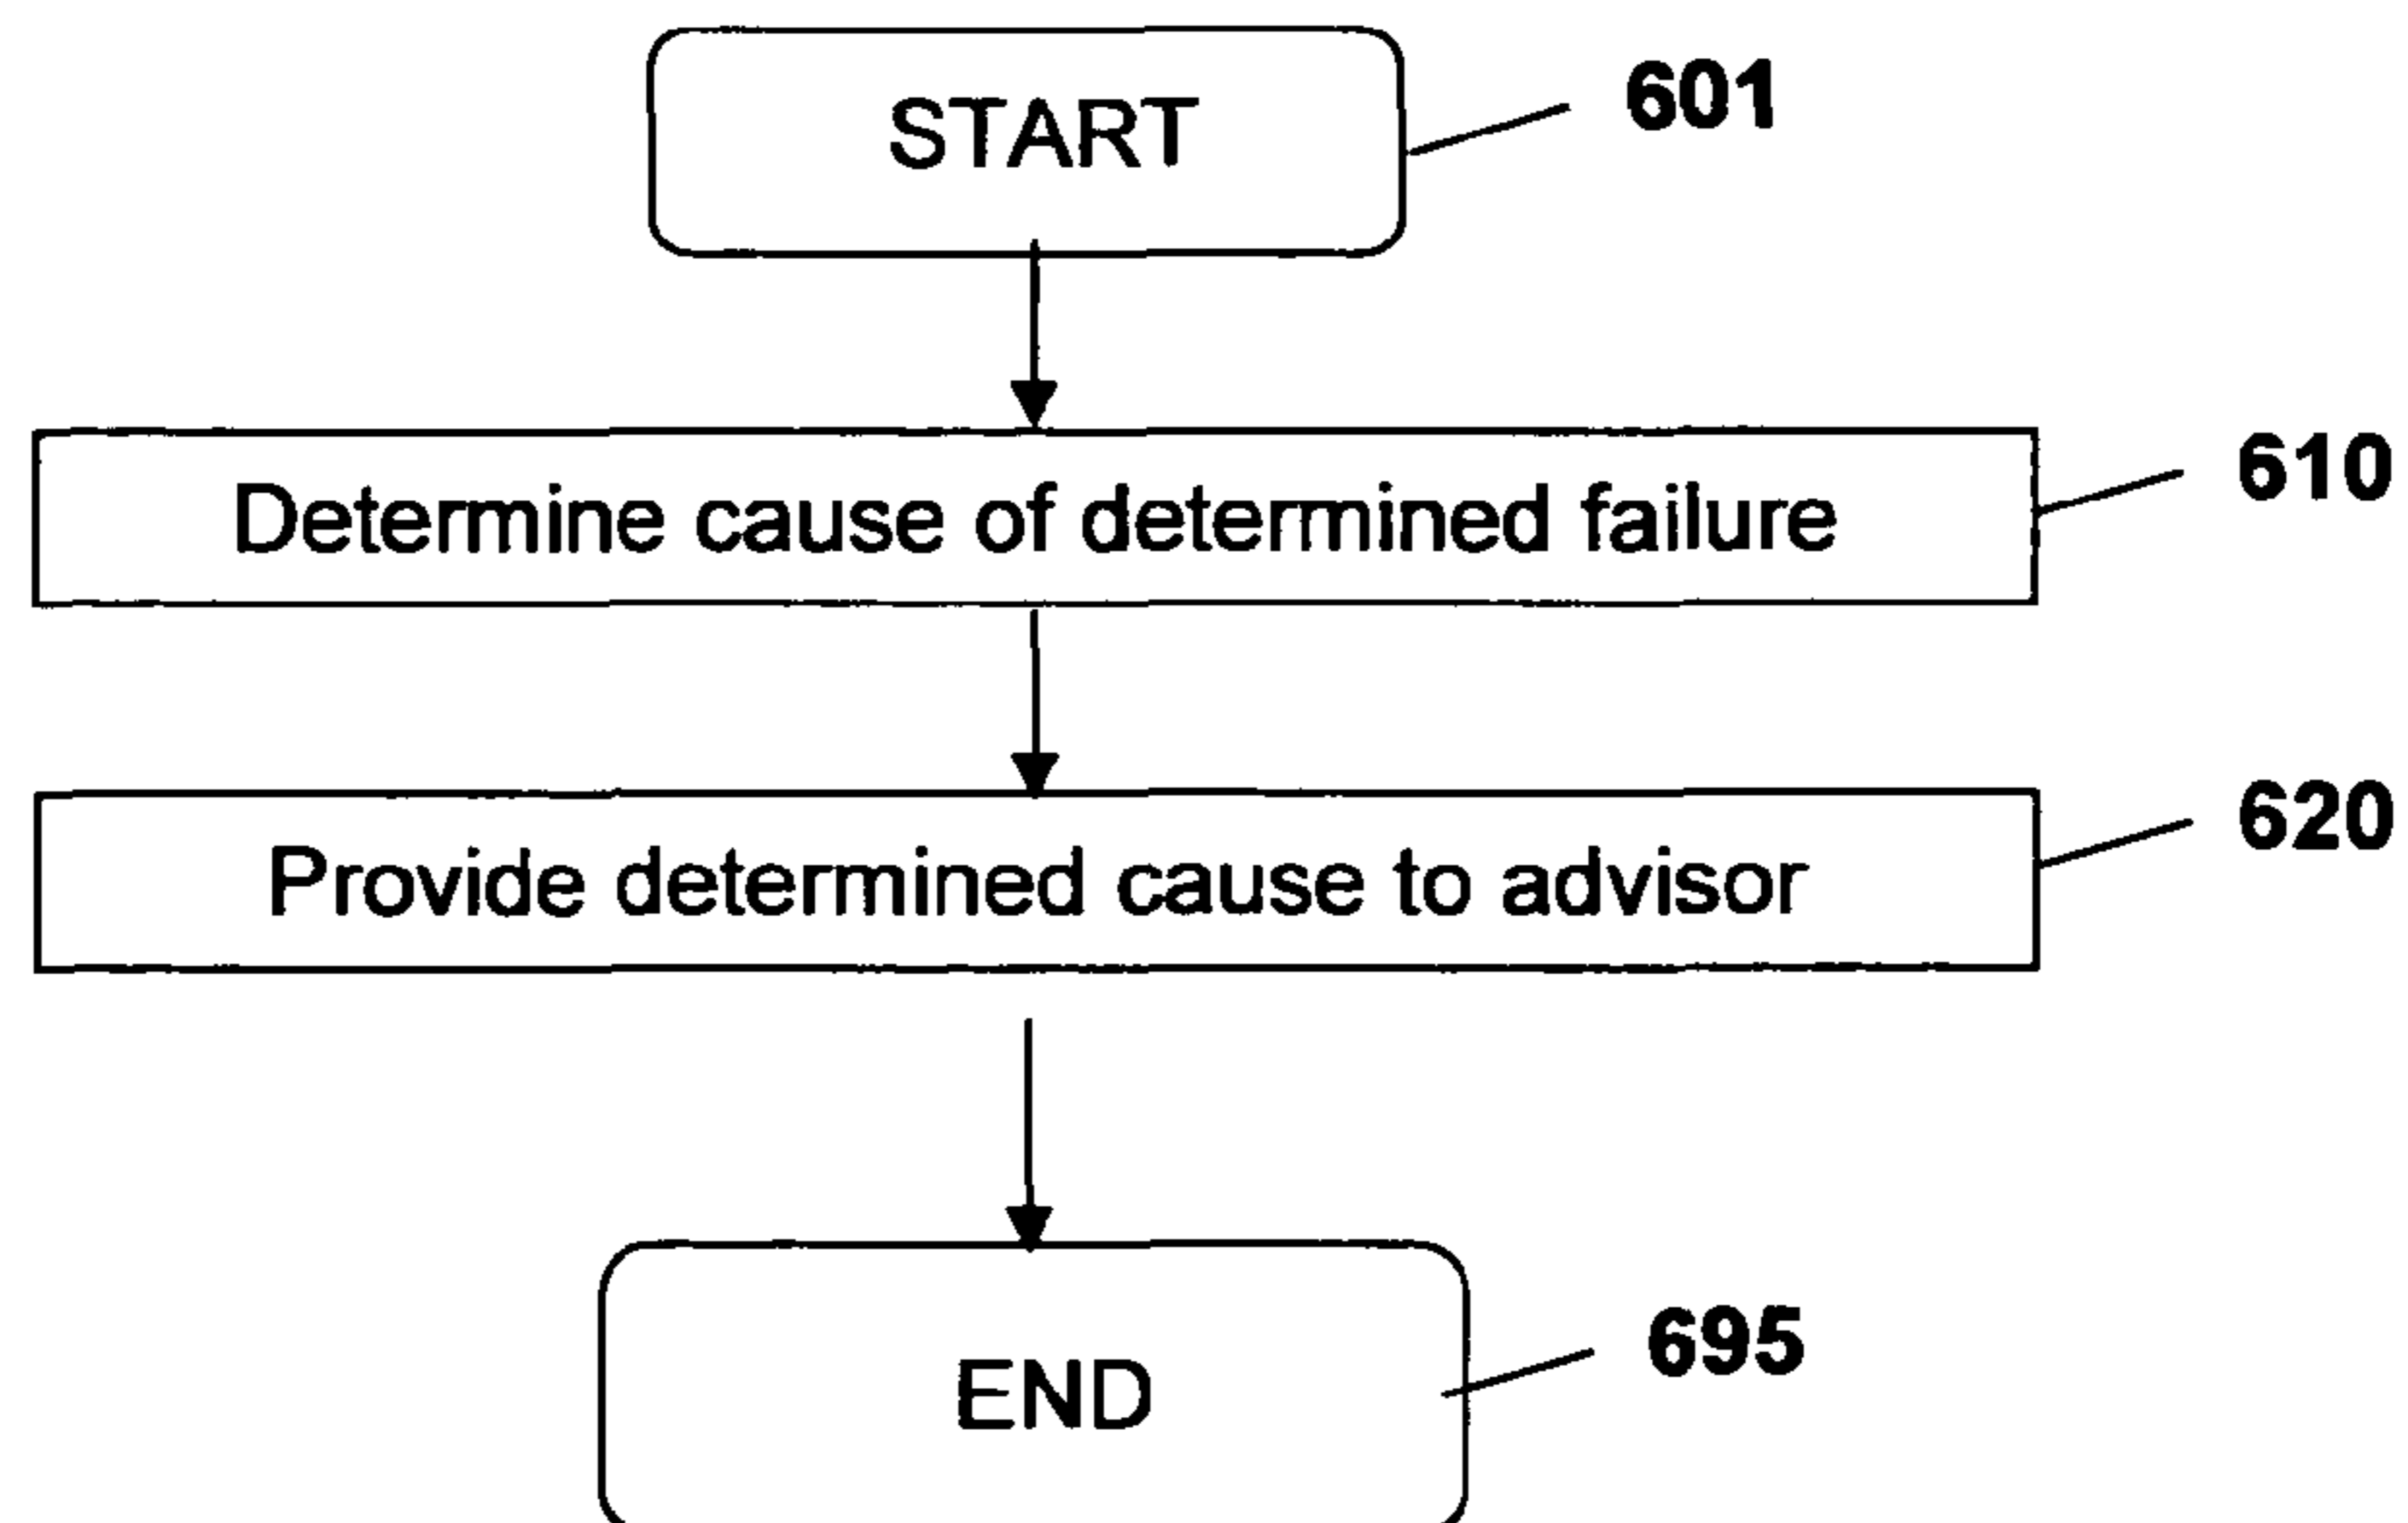 START
601
Determine cause of determined failure
610
Provide determined cause to advisor
620
END
695